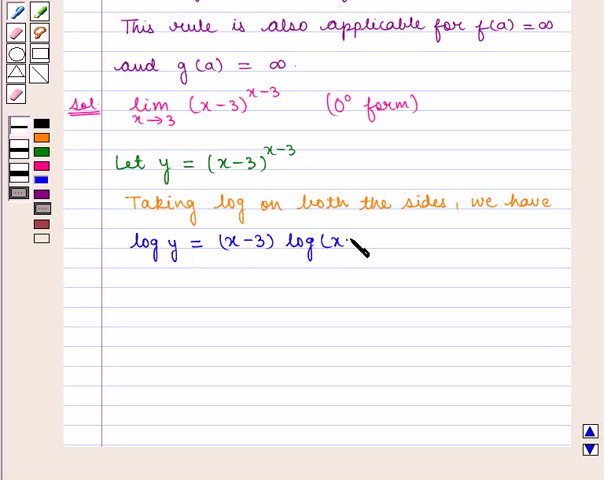 This rule is also applicable for f(a) = ∞
and g(a) = ∞.
Sol lim x→3 (x-3)^{x-3} (0° form)
Let y = (x-3)^{x-3}
Taking log on both the sides, we have
log y = (x-3) log(x-